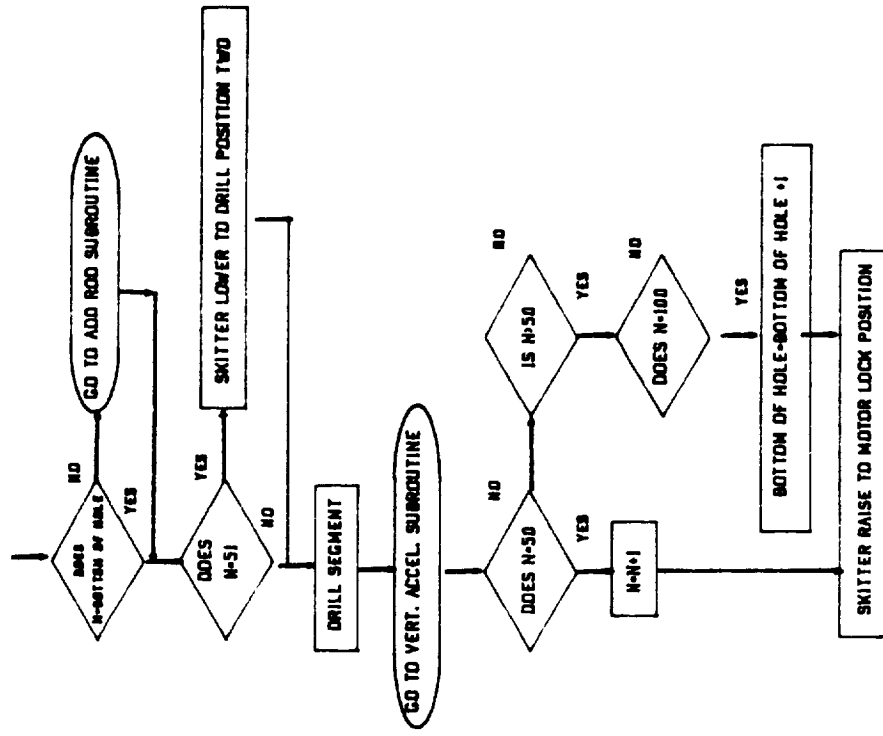 DOES
N=BOTTOM OF HOLE
NO
YES
GO TO ADD ROD SUBROUTINE
DOES
N=51
YES
NO
SKITTER LOWER TO DRILL POSITION TWO
DRILL SEGMENT
GO TO VERT. ACCEL. SUBROUTINE
DOES N=50
NO
YES
IS N>50
NO
YES
N=N+1
DOES N=100
NO
YES
BOTTOM OF HOLE=BOTTOM OF HOLE +1
SKITTER RAISE TO MOTOR LOCK POSITION